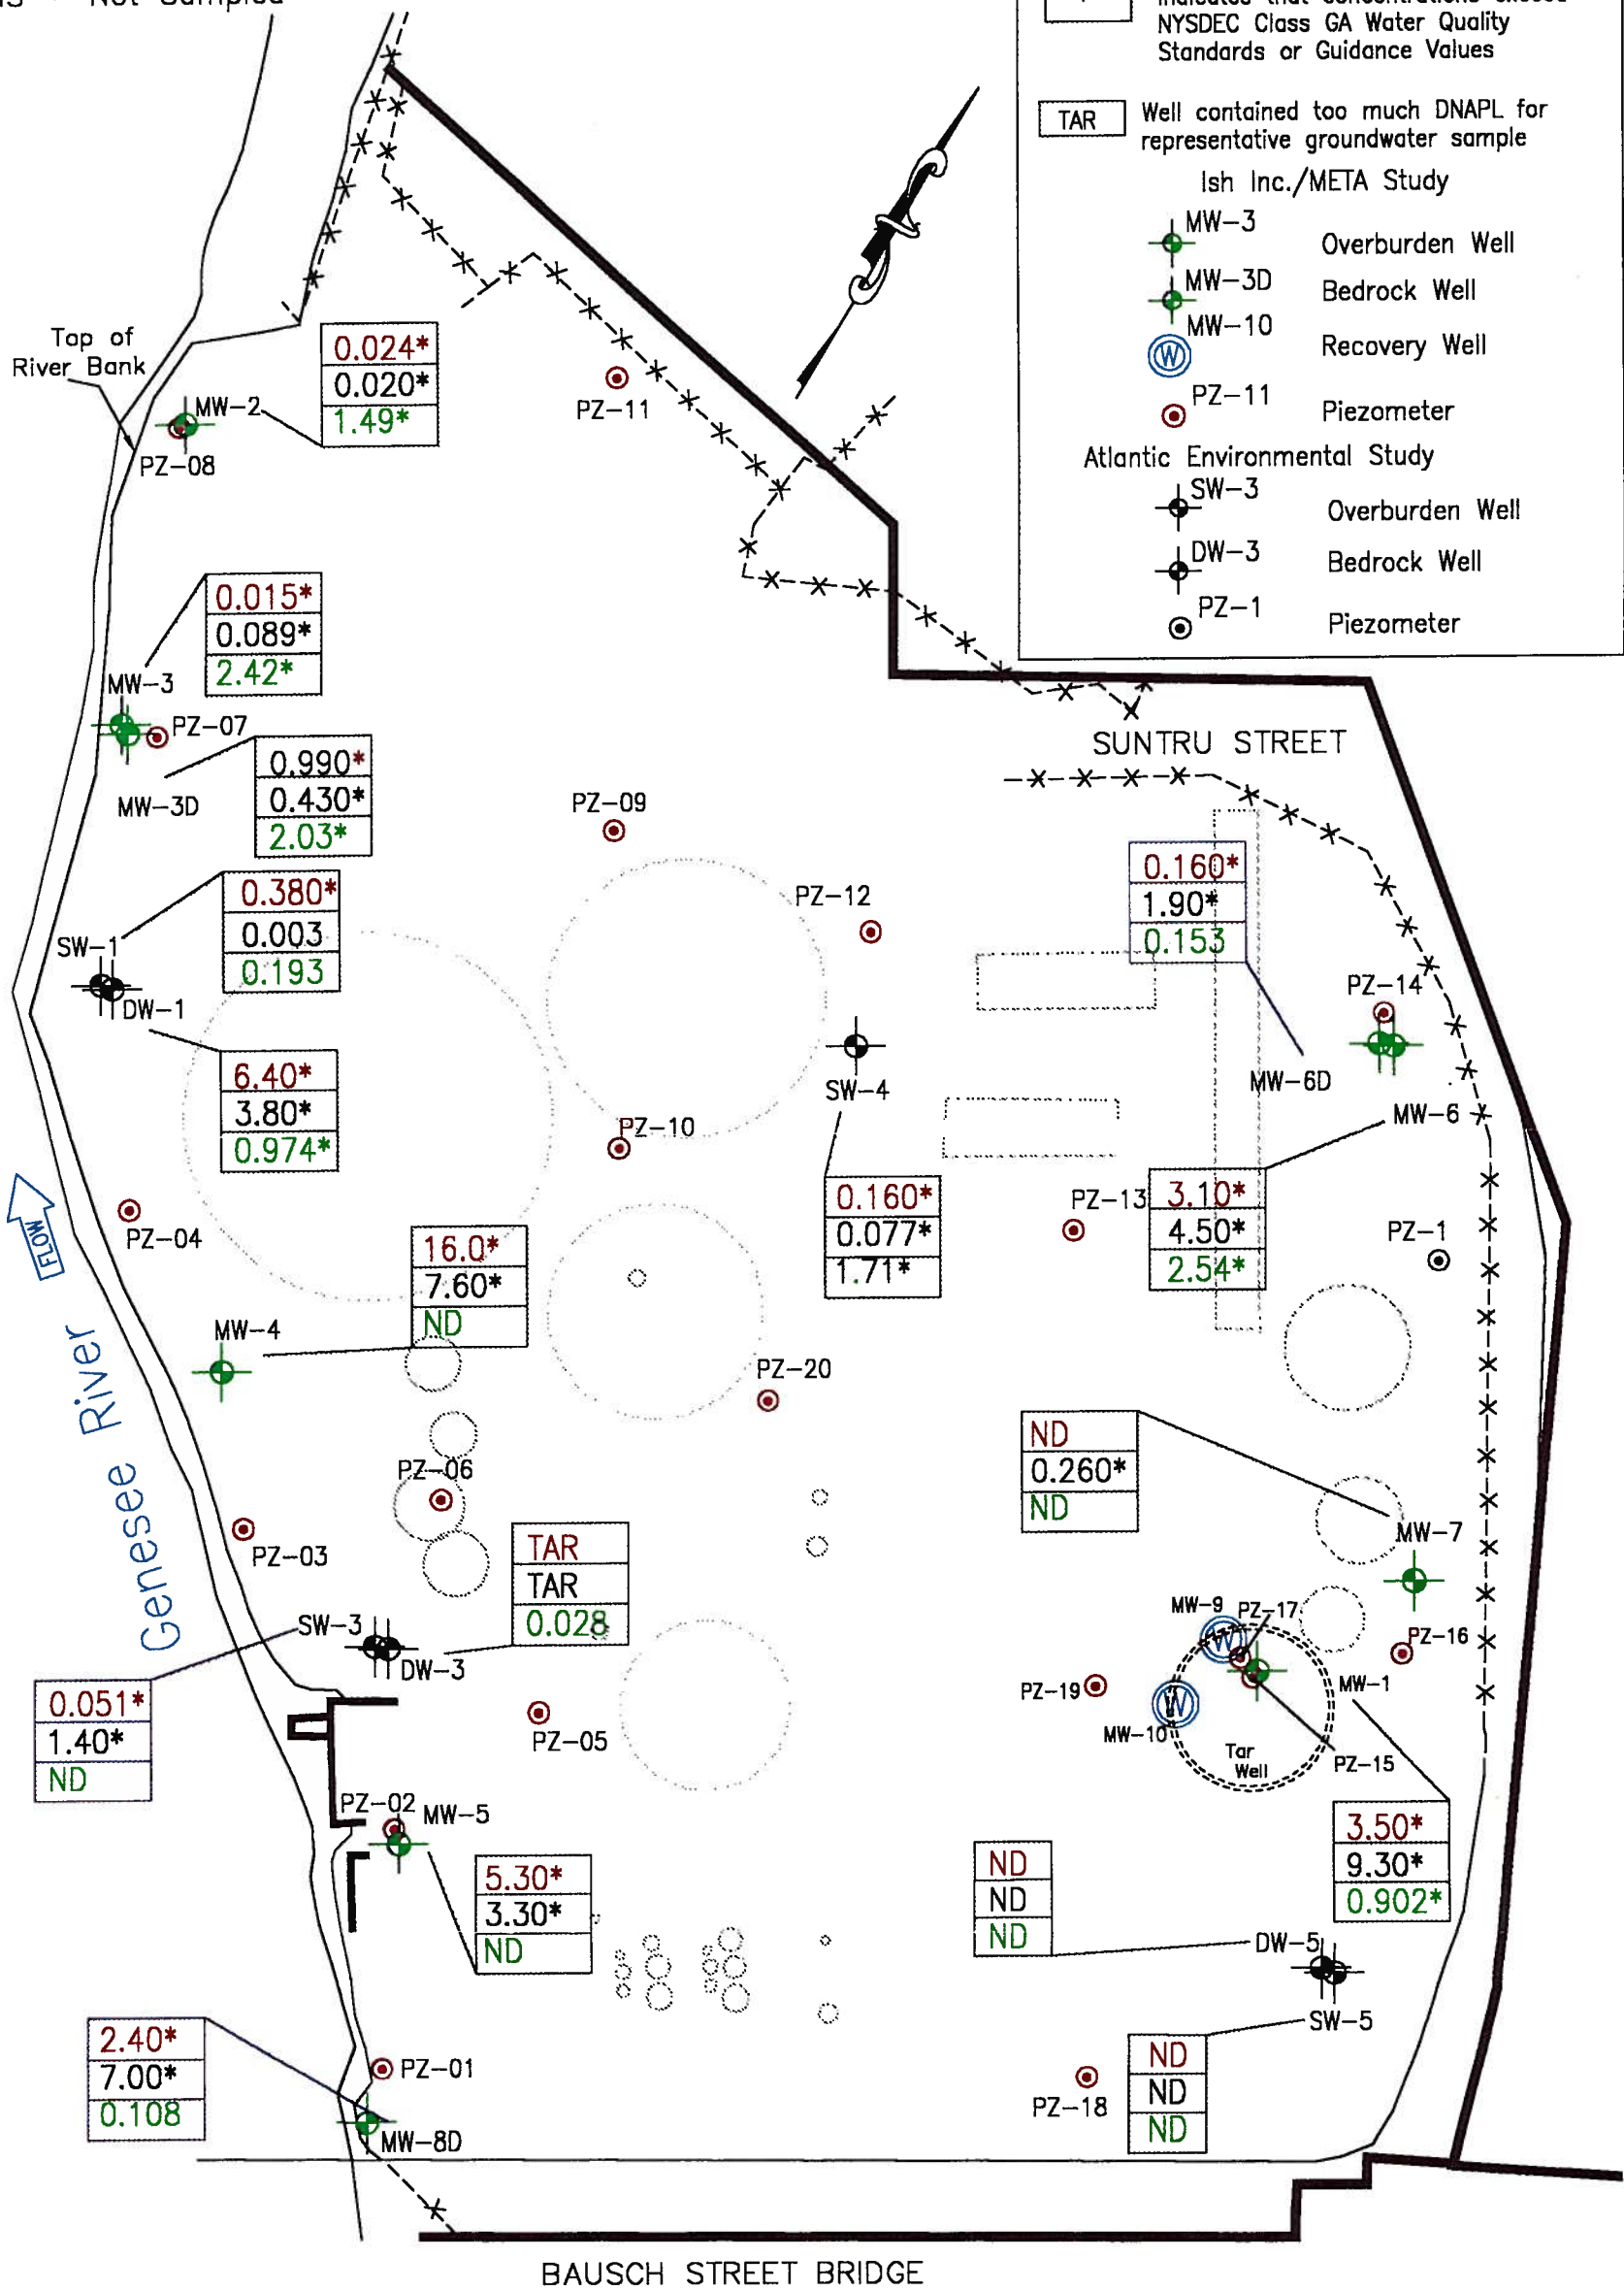 Not Sampled
NYSDEC Class GA Water Quality
Standards or Guidance Values
TAR
Well contained too much DNAPL for
representative groundwater sample
Ish Inc./META Study
MW-3
Overburden Well
MW-3D
Bedrock Well
MW-10
W
Recovery Well
PZ-11
Piezometer
Atlantic Environmental Study
SW-3
Overburden Well
DW-3
Bedrock Well
PZ-1
Piezometer
Top of
River Bank
MW-2
PZ-08
0.024*
0.020*
1.49*
PZ-11
0.015*
0.089*
2.42*
MW-3
PZ-07
MW-3D
0.990*
0.430*
2.03*
SUNTRU STREET
PZ-09
PZ-12
0.160*
1.90*
0.153
SW-1
DW-1
0.380*
0.003
0.193
PZ-14
MW-6D
MW-6
6.40*
3.80*
0.974*
SW-4
PZ-10
0.160*
0.077*
1.71*
PZ-13
3.10*
4.50*
2.54*
PZ-1
PZ-04
FLOW
Genesee River
16.0*
7.60*
ND
MW-4
PZ-20
ND
0.260*
ND
MW-7
PZ-06
PZ-03
TAR
TAR
0.028
SW-3
DW-3
0.051*
1.40*
ND
MW-9
PZ-17
W
PZ-16
PZ-19
MW-1
W
MW-10
Tar
Well
PZ-15
PZ-05
PZ-02
MW-5
5.30*
3.30*
ND
3.50*
9.30*
0.902*
ND
ND
ND
DW-5
SW-5
2.40*
7.00*
0.108
PZ-01
MW-8D
PZ-18
ND
ND
ND
BAUSCH STREET BRIDGE